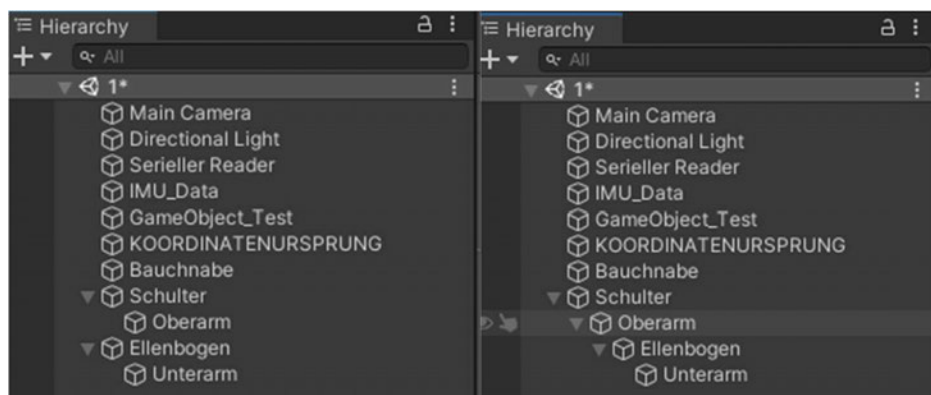 Hierarchy
All
1*
Main Camera
Directional Light
Serieller Reader
IMU_Data
GameObject_Test
KOORDINATENURSPRUNG
Bauchnabe
Schulter
Oberarm
Ellenbogen
Unterarm
Hierarchy
All
1*
Main Camera
Directional Light
Serieller Reader
IMU_Data
GameObject_Test
KOORDINATENURSPRUNG
Bauchnabe
Schulter
Oberarm
Ellenbogen
Unterarm